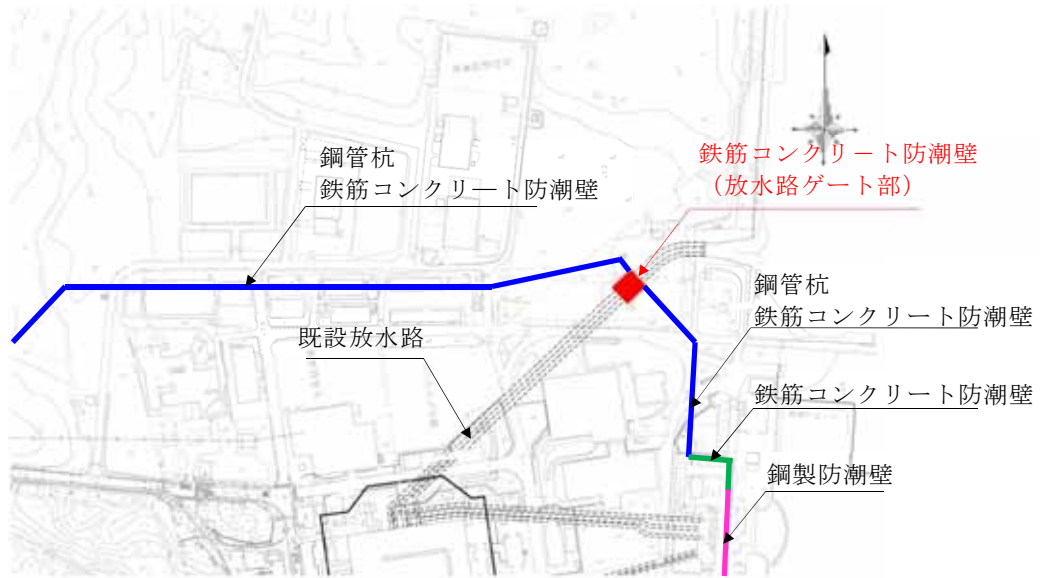 鋼管杭
鉄筋コンクリート防潮壁
鉄筋コンクリート防潮壁
（放水路ゲート部）
鋼管杭
鉄筋コンクリート防潮壁
既設放水路
鉄筋コンクリート防潮壁
鋼製防潮壁